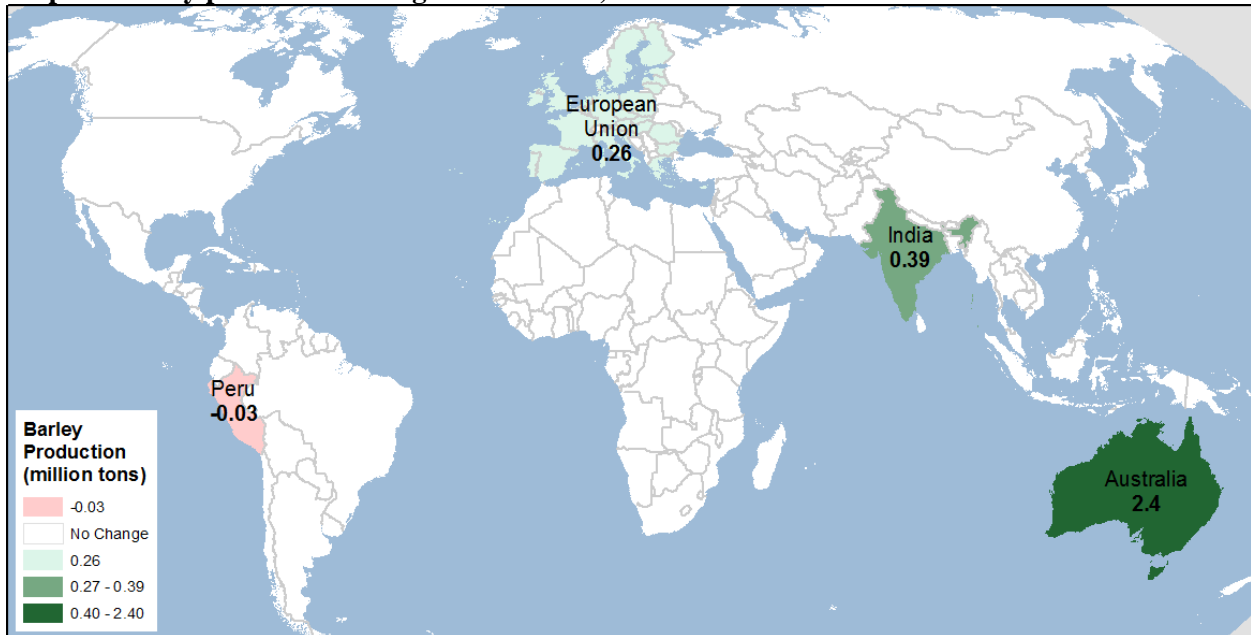 European
Union
0.26
India
0.39
Peru
-0.03
Australia
2.4
Barley
Production
(million tons)
-0.03
No Change
0.26
0.27 - 0.39
0.40 - 2.40